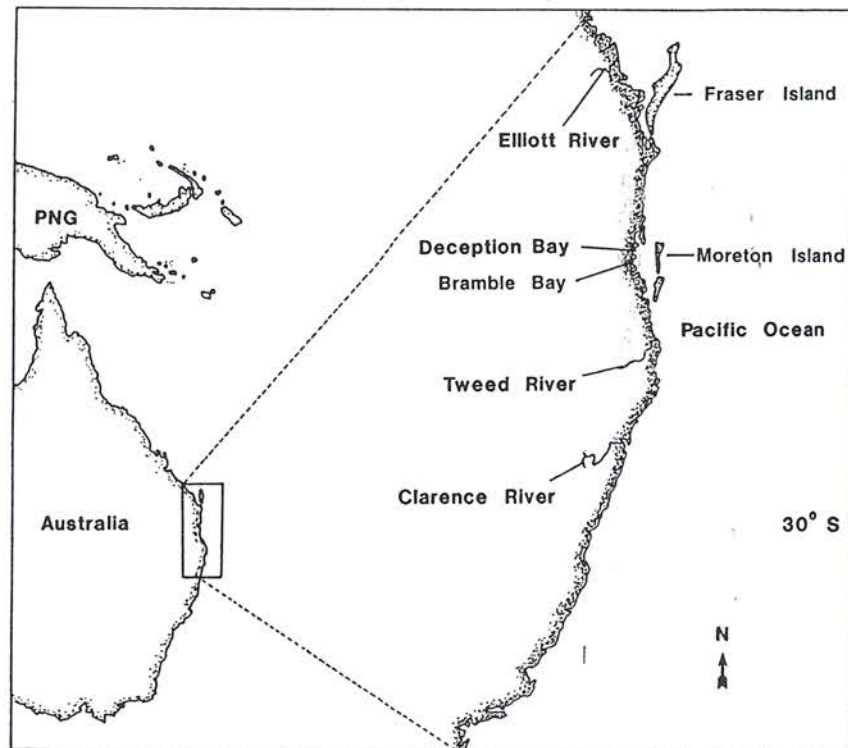 Fraser Island
Elliott River
PNG
Deception Bay
Moreton Island
Bramble Bay
Pacific Ocean
Tweed River
Clarence River
Australia
30° S
N